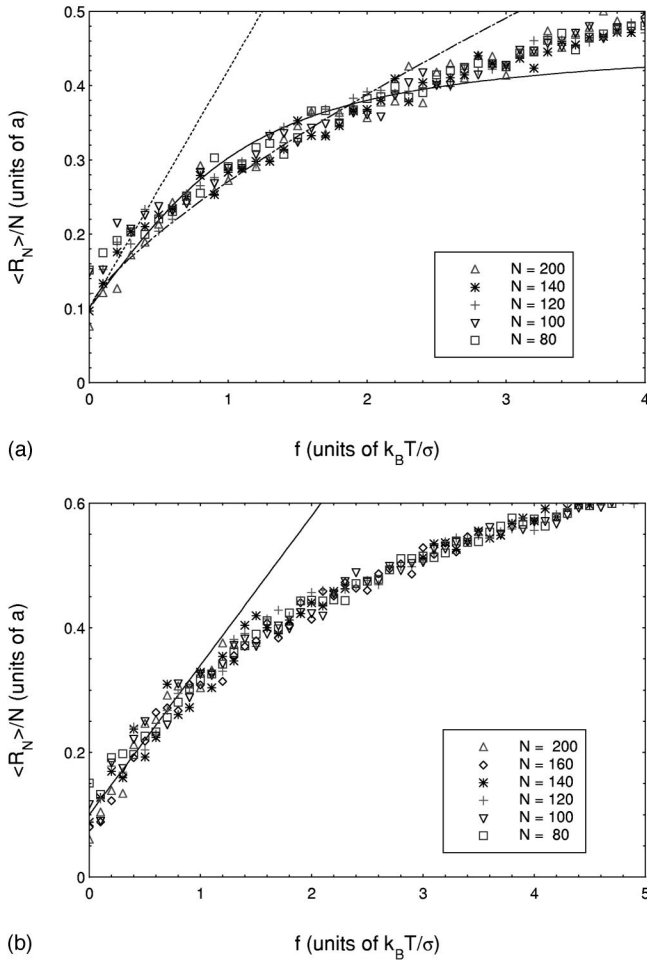 0.5
0.4
0.3
0.2
0.1
0
<R_N>/N (units of a)
N = 200
N = 140
N = 120
N = 100
N = 80
0 1 2 3 4
(a)
f (units of k_BT/σ)
0.6
0.4
0.2
0
<R_N>/N (units of a)
N = 200
N = 160
N = 140
N = 120
N = 100
N = 80
0 1 2 3 4 5
(b)
f (units of k_BT/σ)